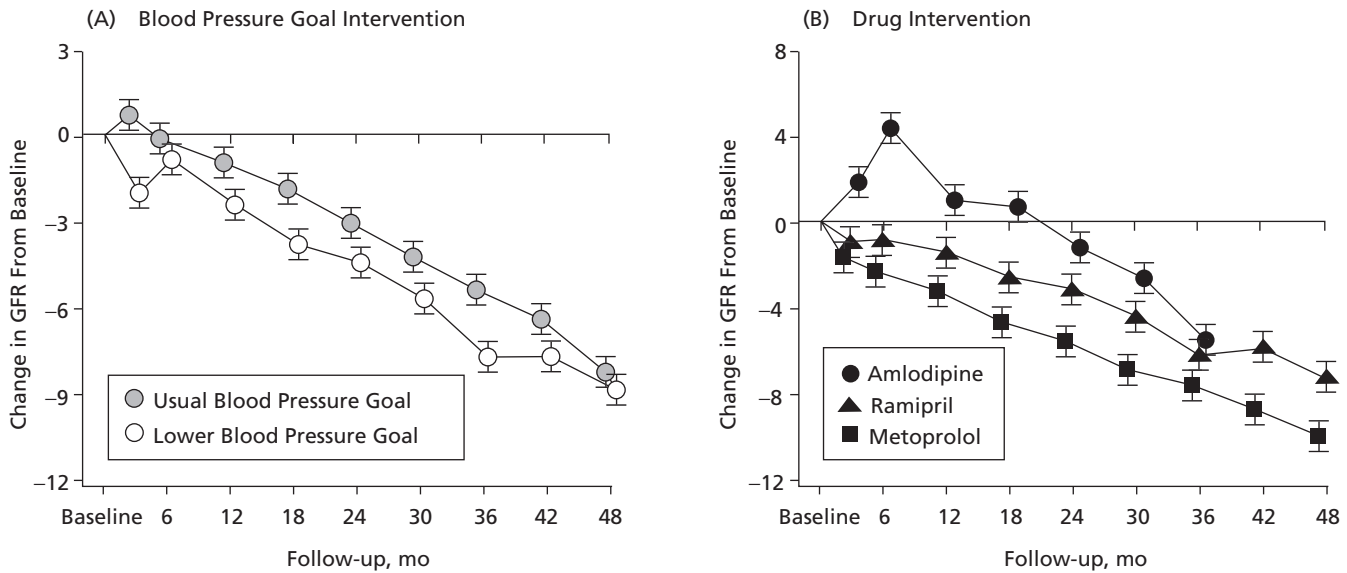 (A) Blood Pressure Goal Intervention
3
0
−3
−6
−9
−12
Change in GFR From Baseline
Usual Blood Pressure Goal
Lower Blood Pressure Goal
Baseline 6 12 18 24 30 36 42 48
Follow-up, mo
(B) Drug Intervention
8
4
0
−4
−8
−12
Change in GFR From Baseline
Amlodipine
Ramipril
Metoprolol
Baseline 6 12 18 24 30 36 42 48
Follow-up, mo